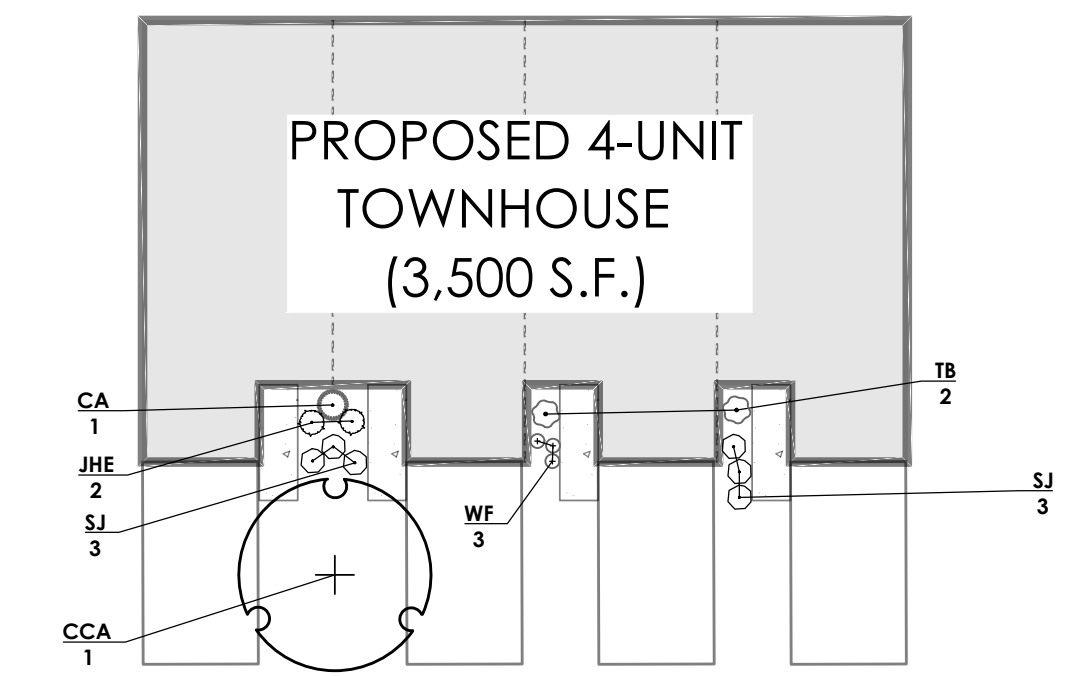 PROPOSED 4-UNIT
TOWNHOUSE
(3,500 S.F.)
CA
1
JHE
2
SJ
3
CCA
1
WF
3
TB
2
SJ
3